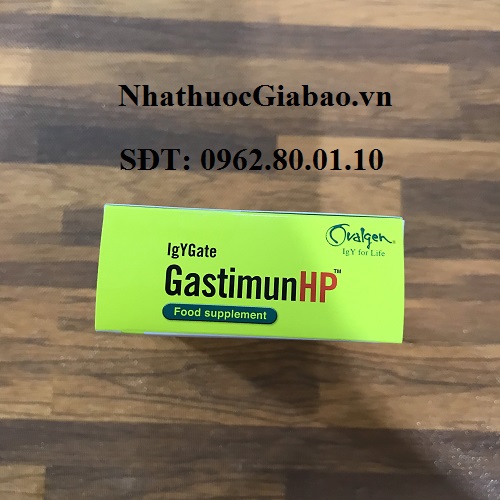 NhathuocGiabao.vn
SĐT: 0962.80.01.10
Ovalgen®
IgY for Life
IgYGate
GastimunHP™
Food supplement